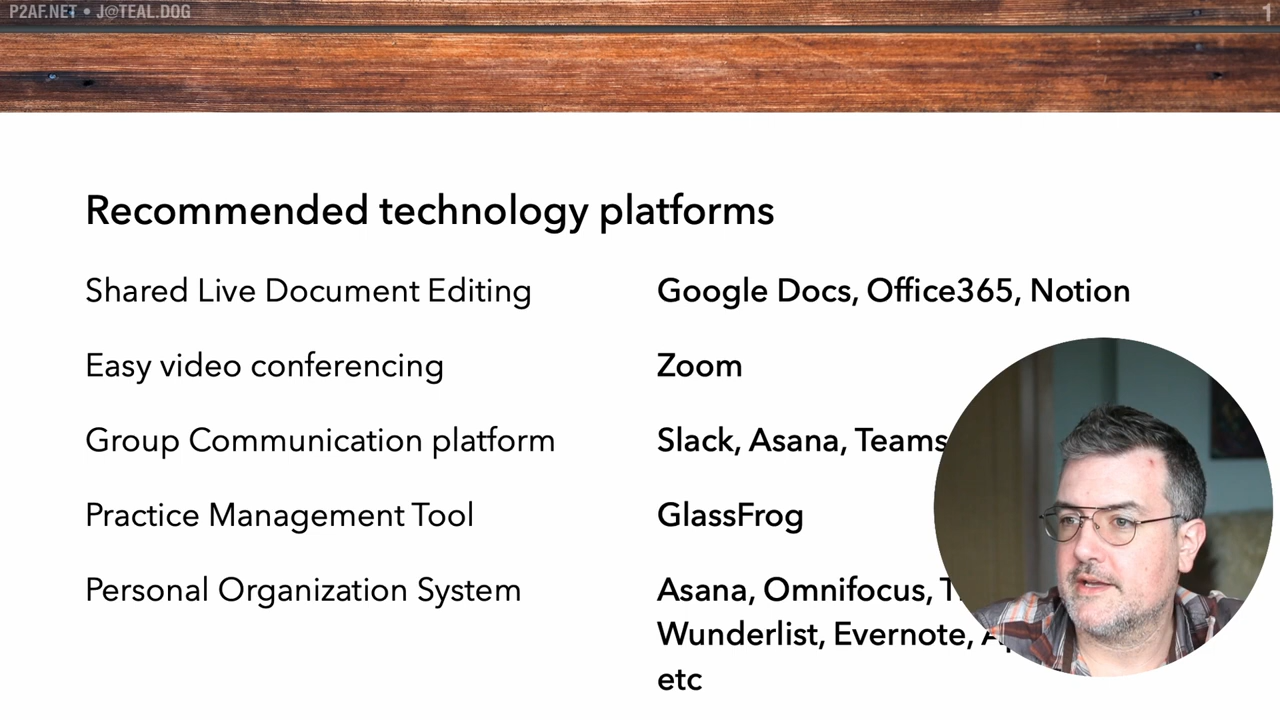 P2AF.NET • J@TEAL.DOG
1
Recommended technology platforms
Shared Live Document Editing
Google Docs, Office365, Notion
Easy video conferencing
Zoom
Group Communication platform
Slack, Asana, Teams
Practice Management Tool
GlassFrog
Personal Organization System
Asana, Omnifocus,
Wunderlist, Evernote,
etc